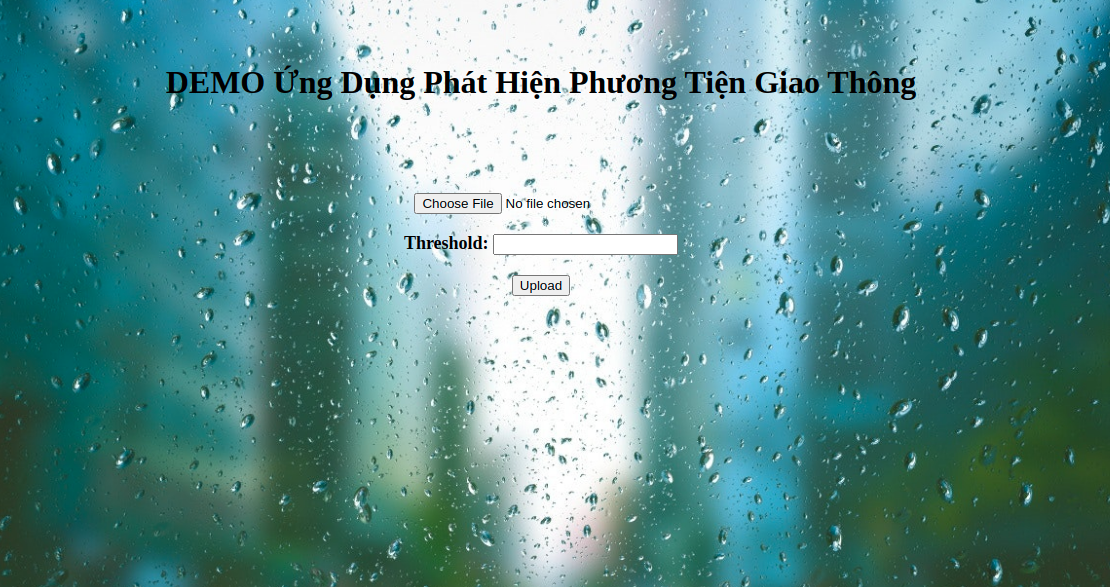 DEMO Ứng Dụng Phát Hiện Phương Tiện Giao Thông
Choose File No file chosen
Threshold:
Upload